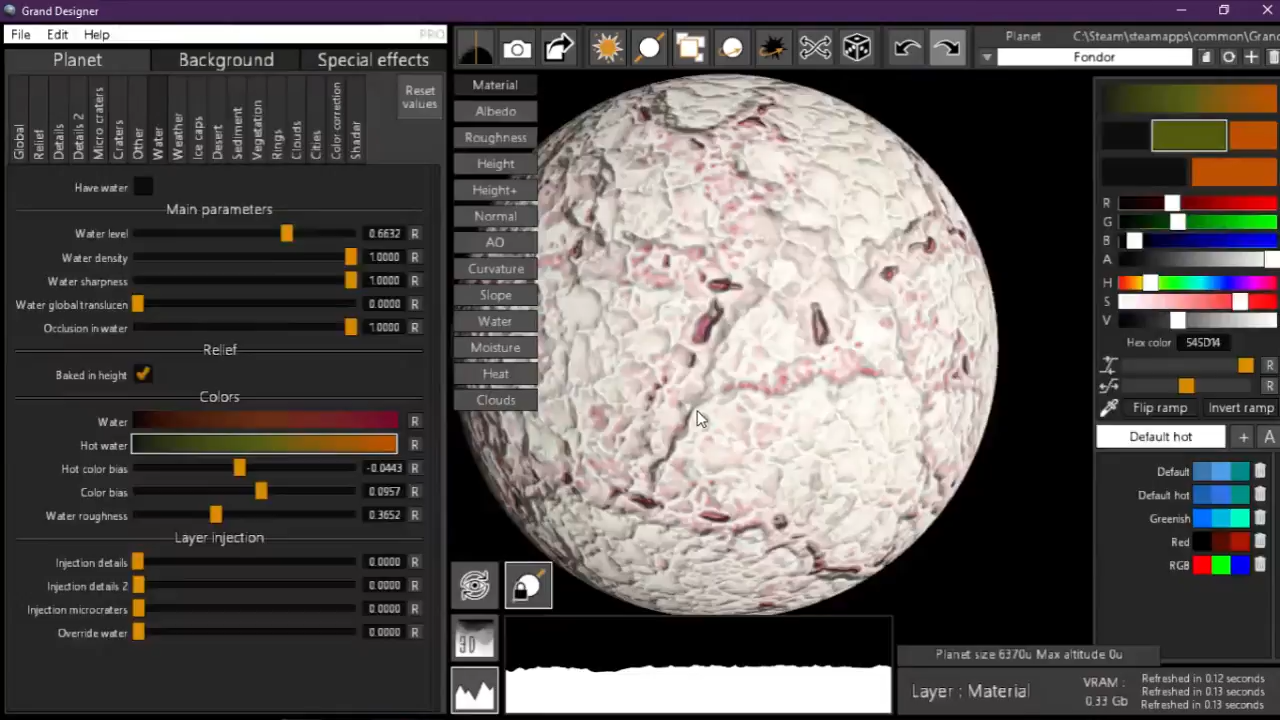 Grand Designer
File Edit Help
PRO
Planet Background Special effects
Global
Relief
Details
Details 2
Micro craters
Craters
Other
Water
Weather
Ice caps
Desert
Sediment
Vegetation
Rings
Clouds
Cities
Color correction
Shader
Reset values
Have water
Main parameters
Water level 0.6632 R
Water density 1.0000 R
Water sharpness 1.0000 R
Water global translucen 0.0000 R
Occlusion in water 1.0000 R
Relief
Baked in height
Colors
Water R
Hot water R
Hot color bias -0.0443 R
Color bias 0.0957 R
Water roughness 0.3652 R
Layer injection
Injection details 0.0000 R
Injection details 2 0.0000 R
Injection microcraters 0.0000 R
Override water 0.0000 R
Material
Albedo
Roughness
Height
Height+
Normal
AO
Curvature
Slope
Water
Moisture
Heat
Clouds
3D
Planet C:\Steam\steamapps\common\Granc
Fondor
R
G
B
A
H
S
V
Hex color 545D14
R
R
Flip ramp Invert ramp
Default hot + A
Default
Default hot
Greenish
Red
RGB
Planet size 6370u Max altitude 0u
Layer : Material
VRAM :
0.33 Gb
Refreshed in 0.12 seconds
Refreshed in 0.13 seconds
Refreshed in 0.13 seconds